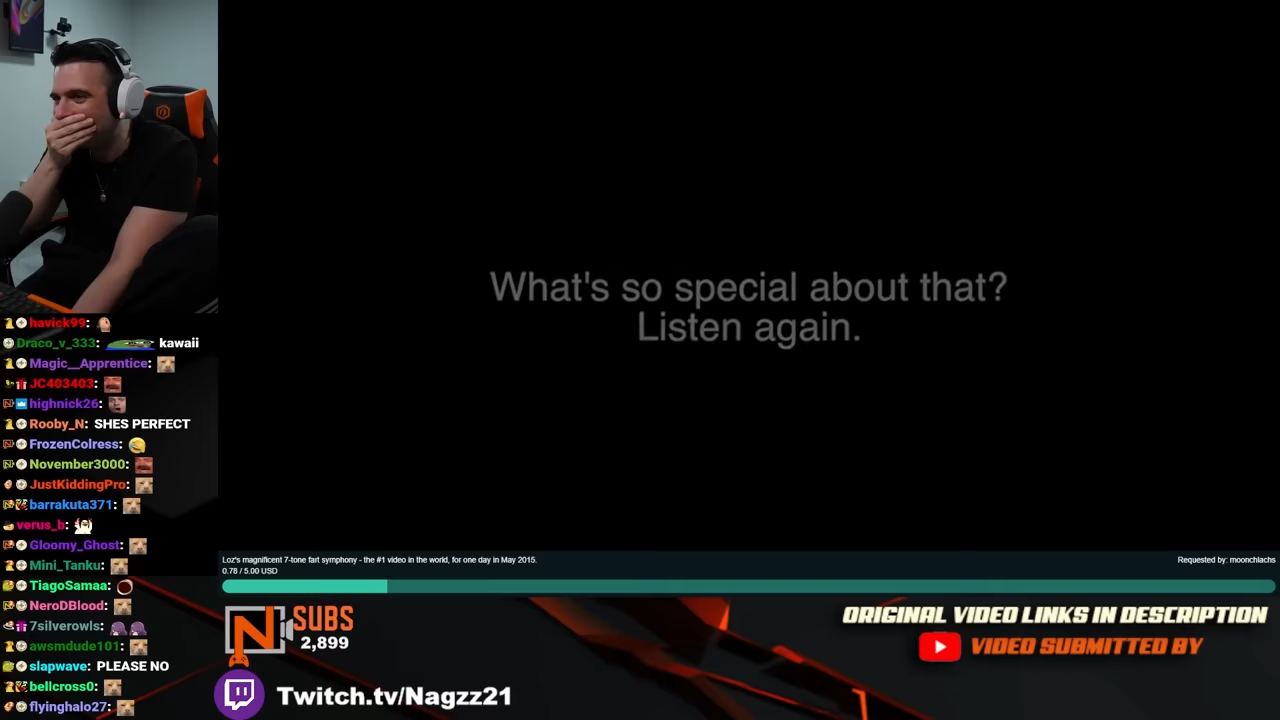 What's so special about that?
Listen again.
havick99:
Draco_v_333: kawaii
Magic__Apprentice:
JC403403:
highnick26:
Rooby_N: SHES PERFECT
FrozenColress:
November3000:
JustKiddingPro:
barrakuta371:
verus_b:
Gloomy_Ghost:
Mini_Tanku:
TiagoSamaa:
NeroDBlood:
7silverowls:
awsmdude101:
slapwave: PLEASE NO
bellcross0:
flyinghalo27:
Loz's magnificent 7-tone fart symphony - the #1 video in the world, for one day in May 2015.
Requested by: moonchlachs
0.78 / 5.00 USD
N SUBS
2,899
ORIGINAL VIDEO LINKS IN DESCRIPTION
VIDEO SUBMITTED BY
Twitch.tv/Nagzz21